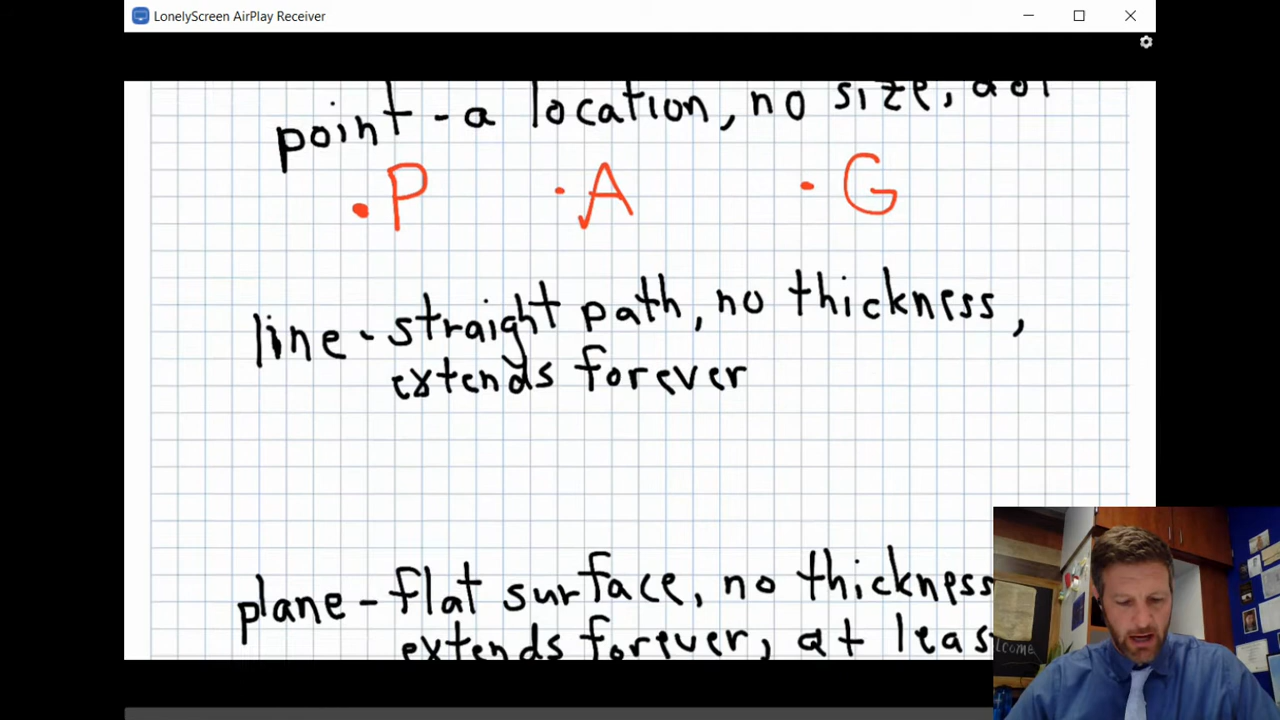 LonelyScreen AirPlay Receiver
point - a location, no size,
P A G
line - straight path, no thickness,
extends forever
plane - flat surface, no thickness
extends forever, at leas